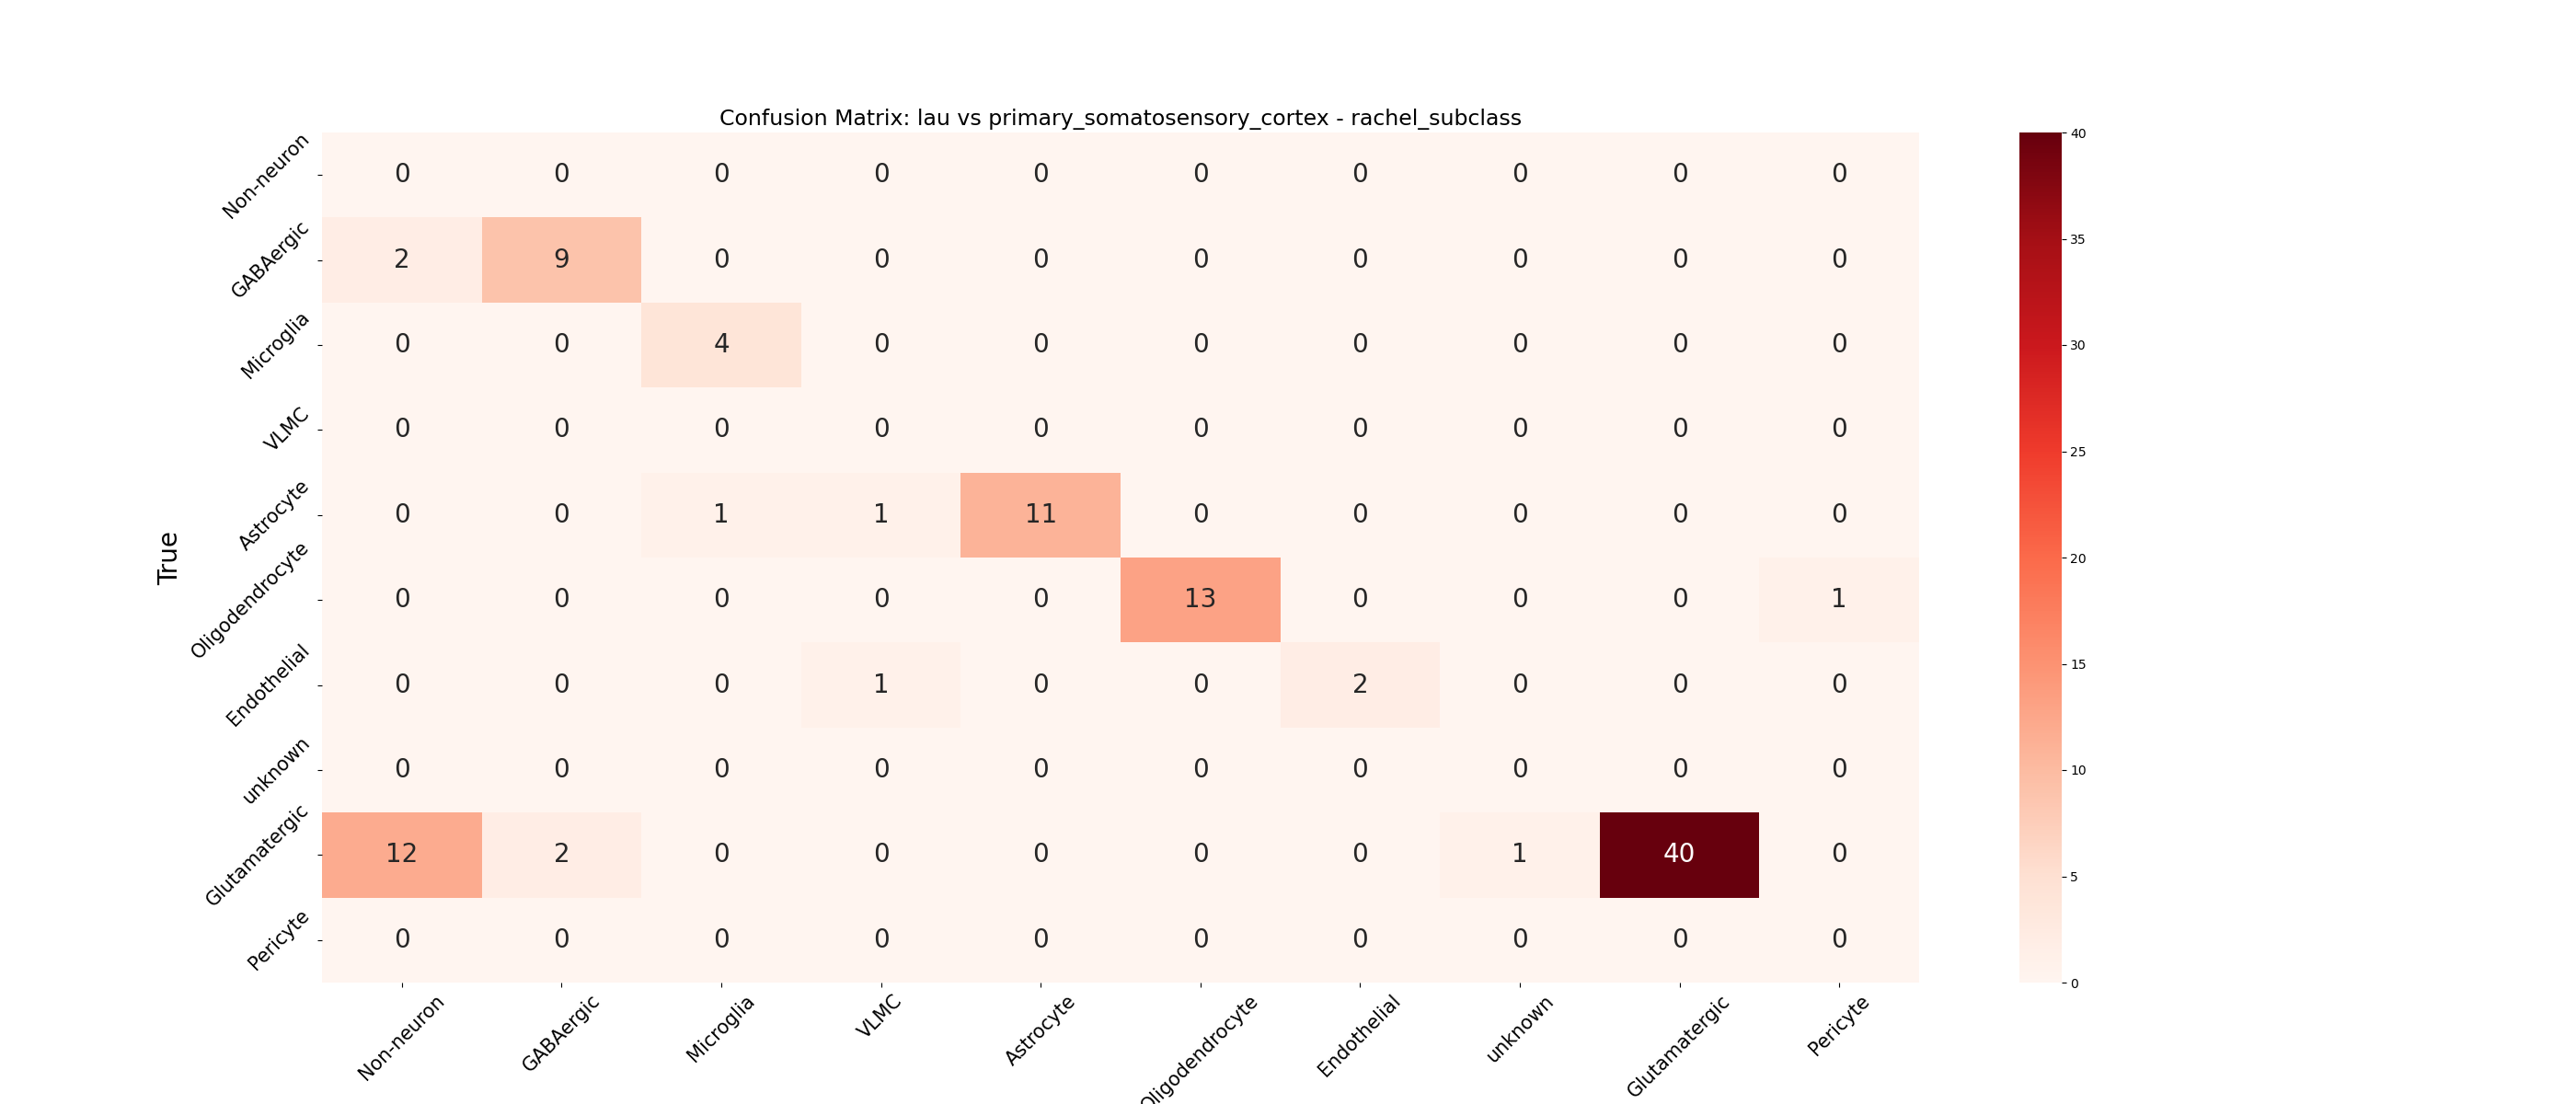 Confusion Matrix: lau vs primary_somatosensory_cortex - rachel_subclass
True
Non-neuron 0 0 0 0 0 0 0 0 0 0
GABAergic 2 9 0 0 0 0 0 0 0 0
Microglia 0 0 4 0 0 0 0 0 0 0
VLMC 0 0 0 0 0 0 0 0 0 0
Astrocyte 0 0 1 1 11 0 0 0 0 0
Oligodendrocyte 0 0 0 0 0 13 0 0 0 1
Endothelial 0 0 0 1 0 0 2 0 0 0
unknown 0 0 0 0 0 0 0 0 0 0
Glutamatergic 12 2 0 0 0 0 0 1 40 0
Pericyte 0 0 0 0 0 0 0 0 0 0
Non-neuron GABAergic Microglia VLMC Astrocyte Oligodendrocyte Endothelial unknown Glutamatergic Pericyte
40
35
30
25
20
15
10
5
0